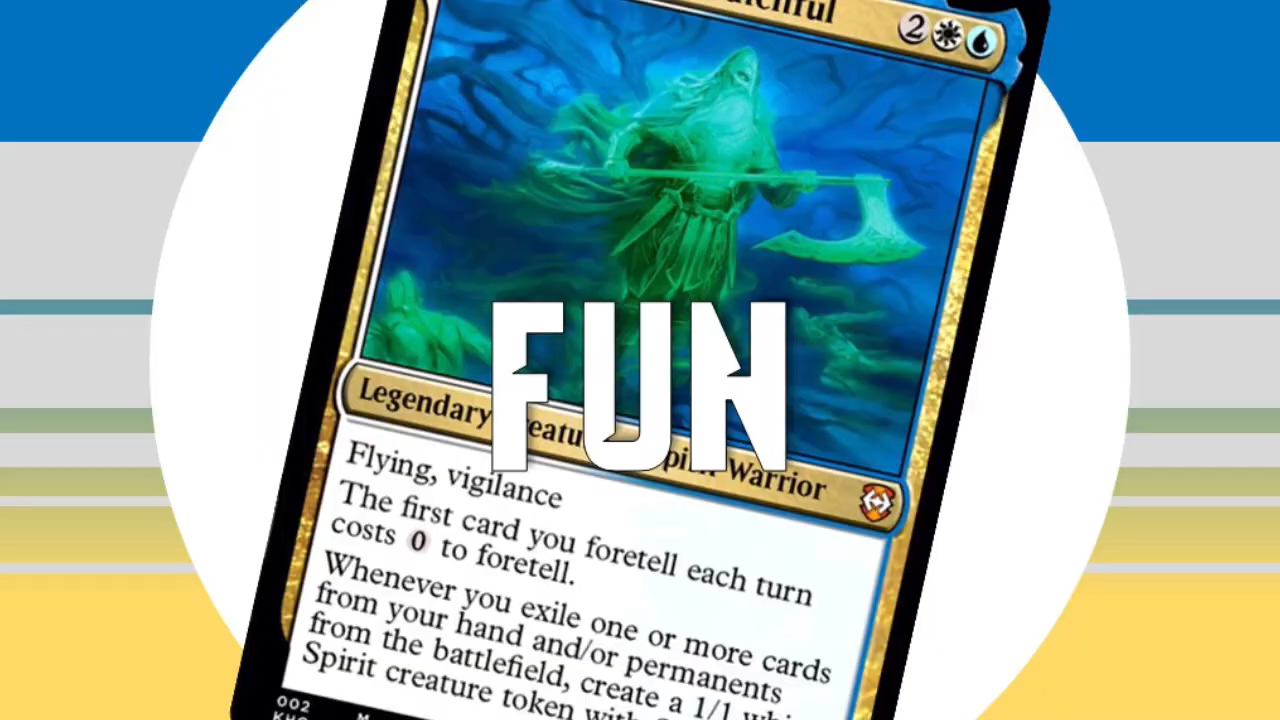 2
FUN
Legendary Creature Spirit Warrior
Flying, vigilance
The first card you foretell each turn
costs 0 to foretell.
Whenever you exile one or more cards
from your hand and/or permanents
from the battlefield, create a 1/1
Spirit creature token with
002 M